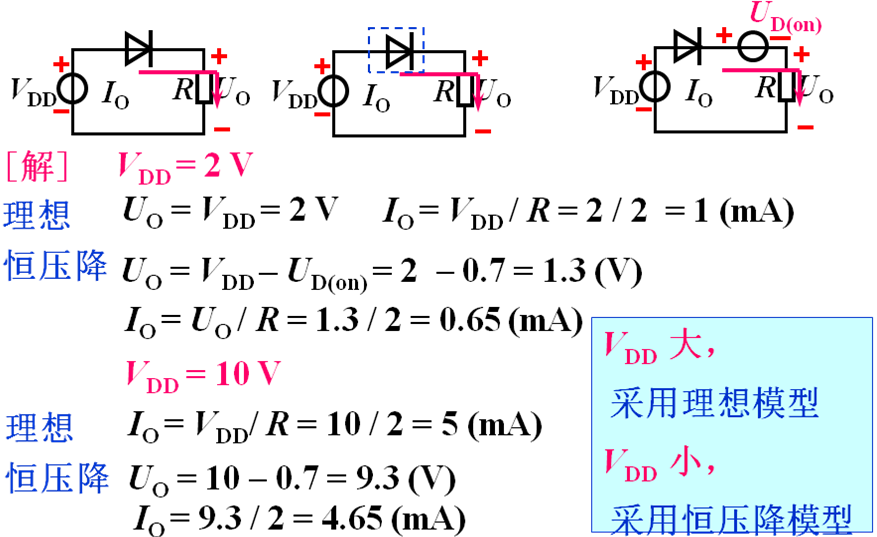 U_D(on)
+ + + + + − +
V_DD I_O R U_O V_DD I_O R U_O V_DD I_O R U_O
− − − − − −
[解] V_DD = 2 V
理想 U_O = V_DD = 2 V I_O = V_DD / R = 2 / 2 = 1 (mA)
恒压降 U_O = V_DD – U_D(on) = 2 – 0.7 = 1.3 (V)
I_O = U_O / R = 1.3 / 2 = 0.65 (mA)
V_DD = 10 V
理想 I_O = V_DD/ R = 10 / 2 = 5 (mA)
恒压降 U_O = 10 – 0.7 = 9.3 (V)
I_O = 9.3 / 2 = 4.65 (mA)
V_DD 大，
采用理想模型
V_DD 小，
采用恒压降模型